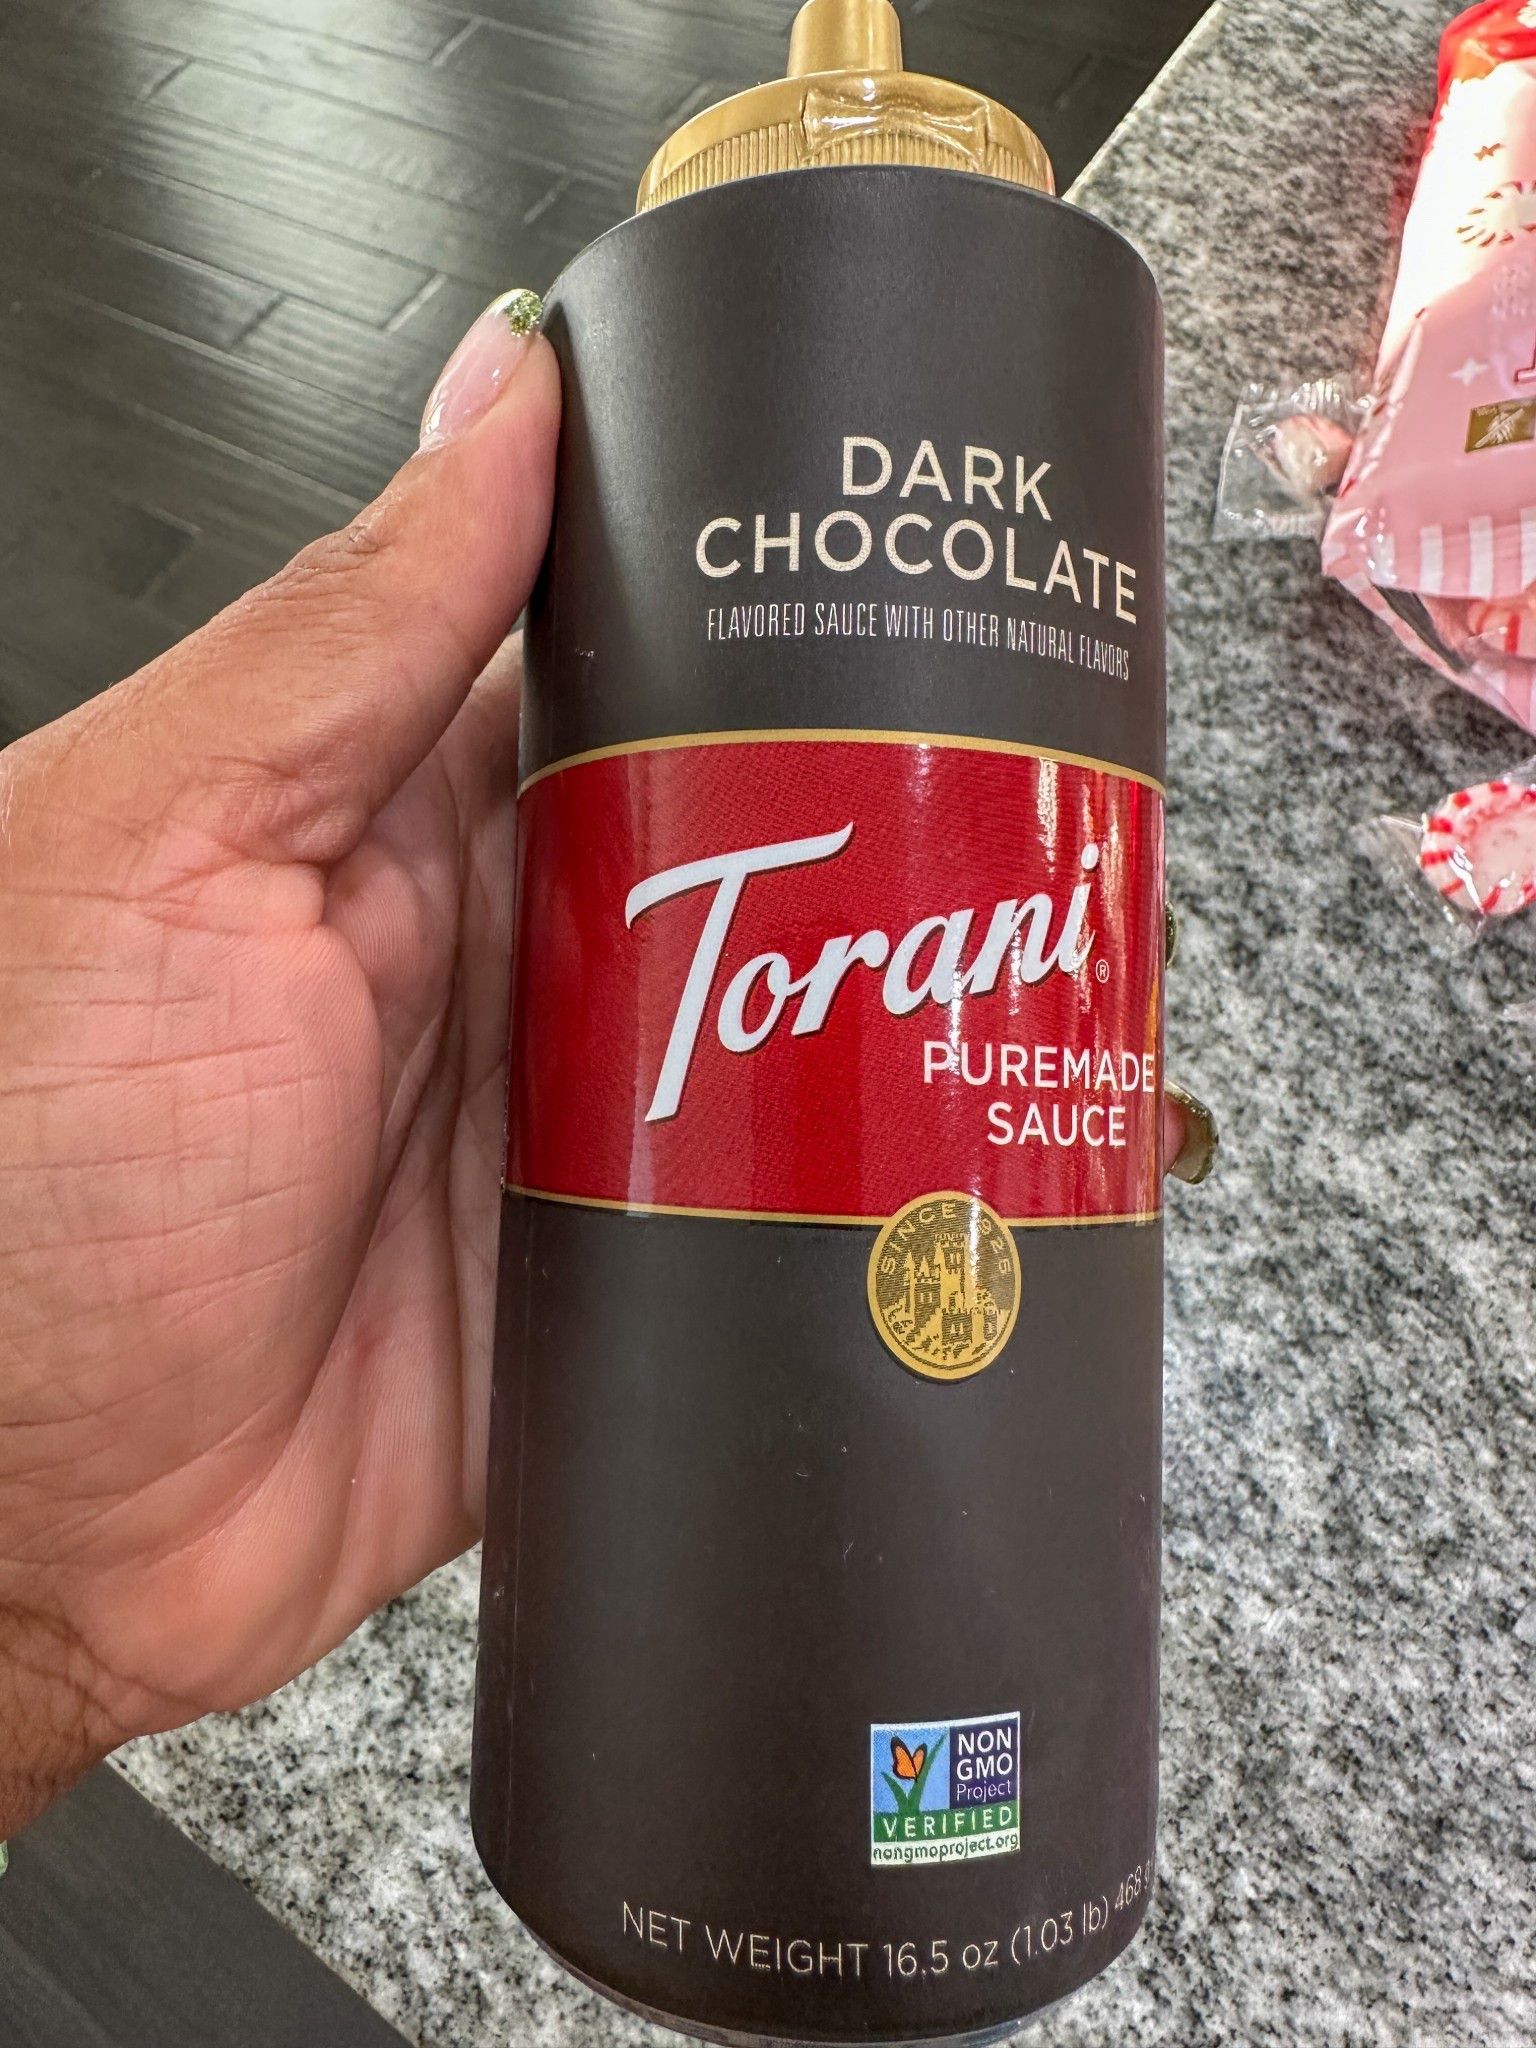 DARK
CHOCOLATE
FLAVORED SAUCE WITH OTHER NATURAL FLAVORS
Torani®
PUREMADE
SAUCE
SINCE 1925
NON
GMO
Project
VERIFIED
nongmoproject.org
NET WEIGHT 16.5 oz (1.03 lb) 468 g